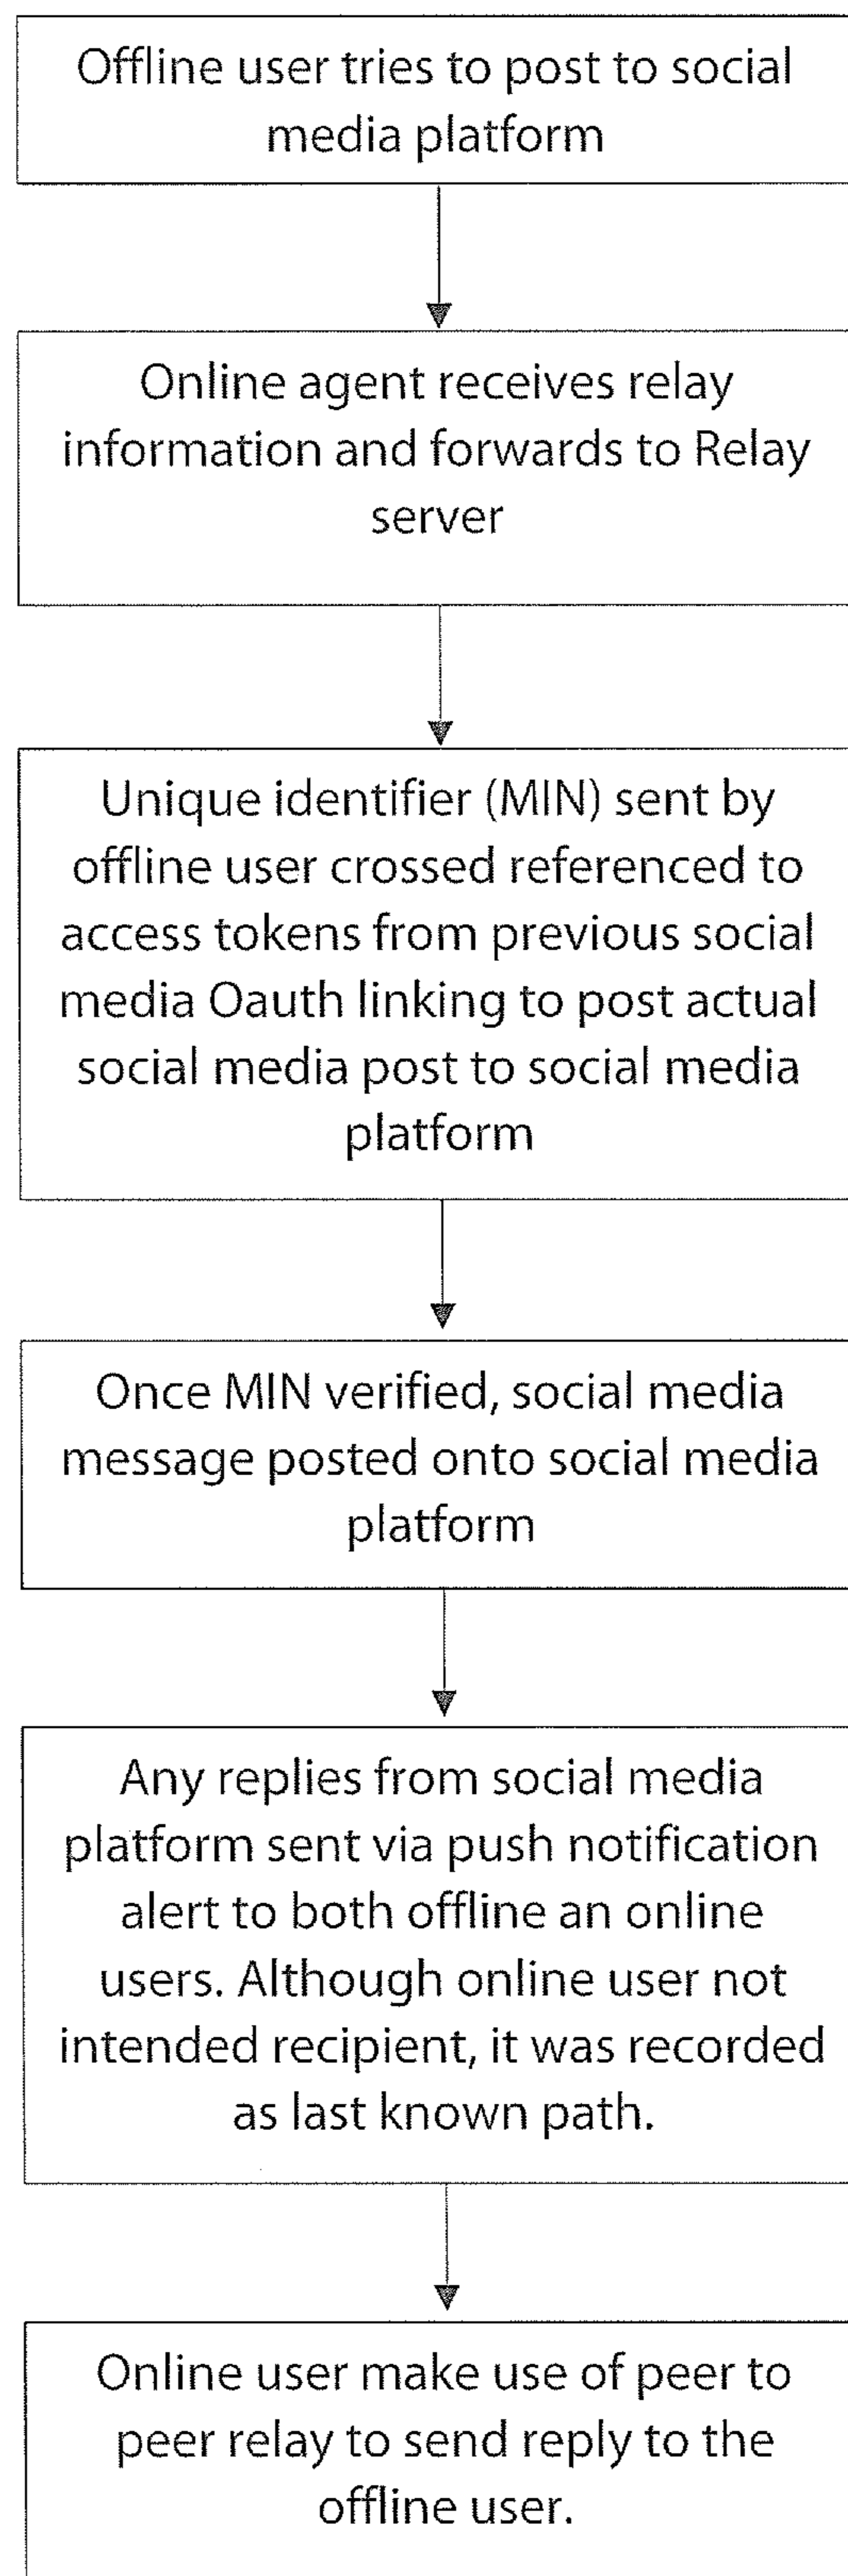 Offline user tries to post to social
media platform
Online agent receives relay
information and forwards to Relay
server
Unique identifier (MIN) sent by
offline user crossed referenced to
access tokens from previous social
media Oauth linking to post actual
social media post to social media
platform
Once MIN verified, social media
message posted onto social media
platform
Any replies from social media
platform sent via push notification
alert to both offline an online
users. Although online user not
intended recipient, it was recorded
as last known path.
Online user make use of peer to
peer relay to send reply to the
offline user.